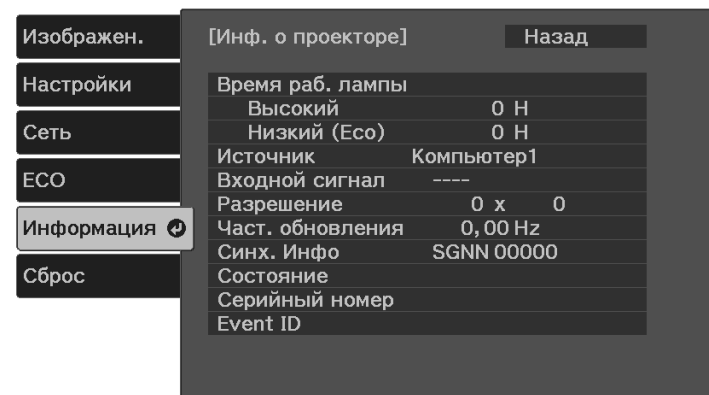 Изображен.
Настройки
Сеть
ECO
Информация
Сброс
[Инф. о проекторе] Назад
Время раб. лампы
Высокий 0 H
Низкий (Eco) 0 H
Источник Компьютер1
Входной сигнал ----
Разрешение 0 x 0
Част. обновления 0,00 Hz
Синх. Инфо SGNN 00000
Состояние
Серийный номер
Event ID